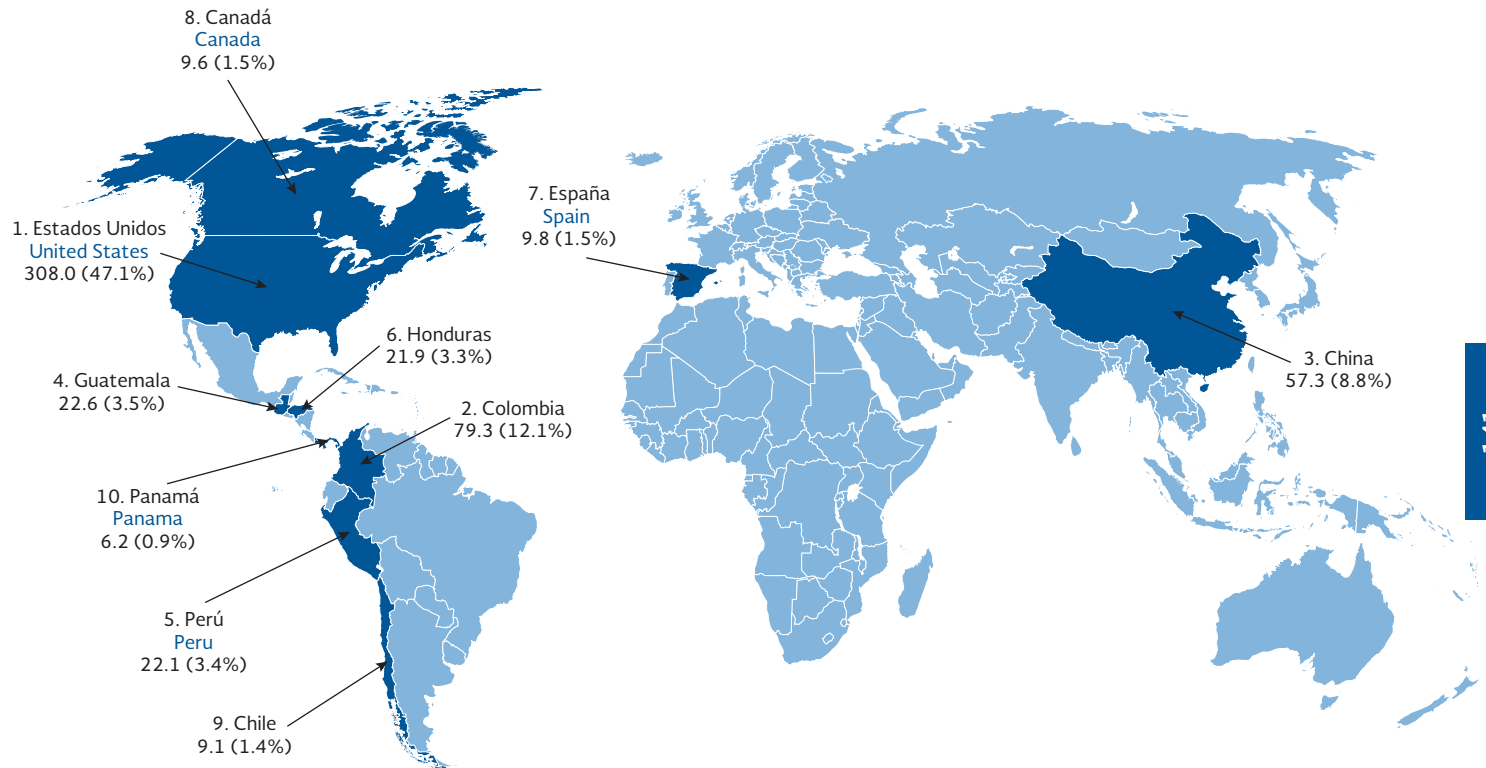 8. Canadá
Canada
9.6 (1.5%)
1. Estados Unidos
United States
308.0 (47.1%)
7. España
Spain
9.8 (1.5%)
6. Honduras
21.9 (3.3%)
3. China
57.3 (8.8%)
4. Guatemala
22.6 (3.5%)
2. Colombia
79.3 (12.1%)
10. Panamá
Panama
6.2 (0.9%)
5. Perú
Peru
22.1 (3.4%)
9. Chile
9.1 (1.4%)